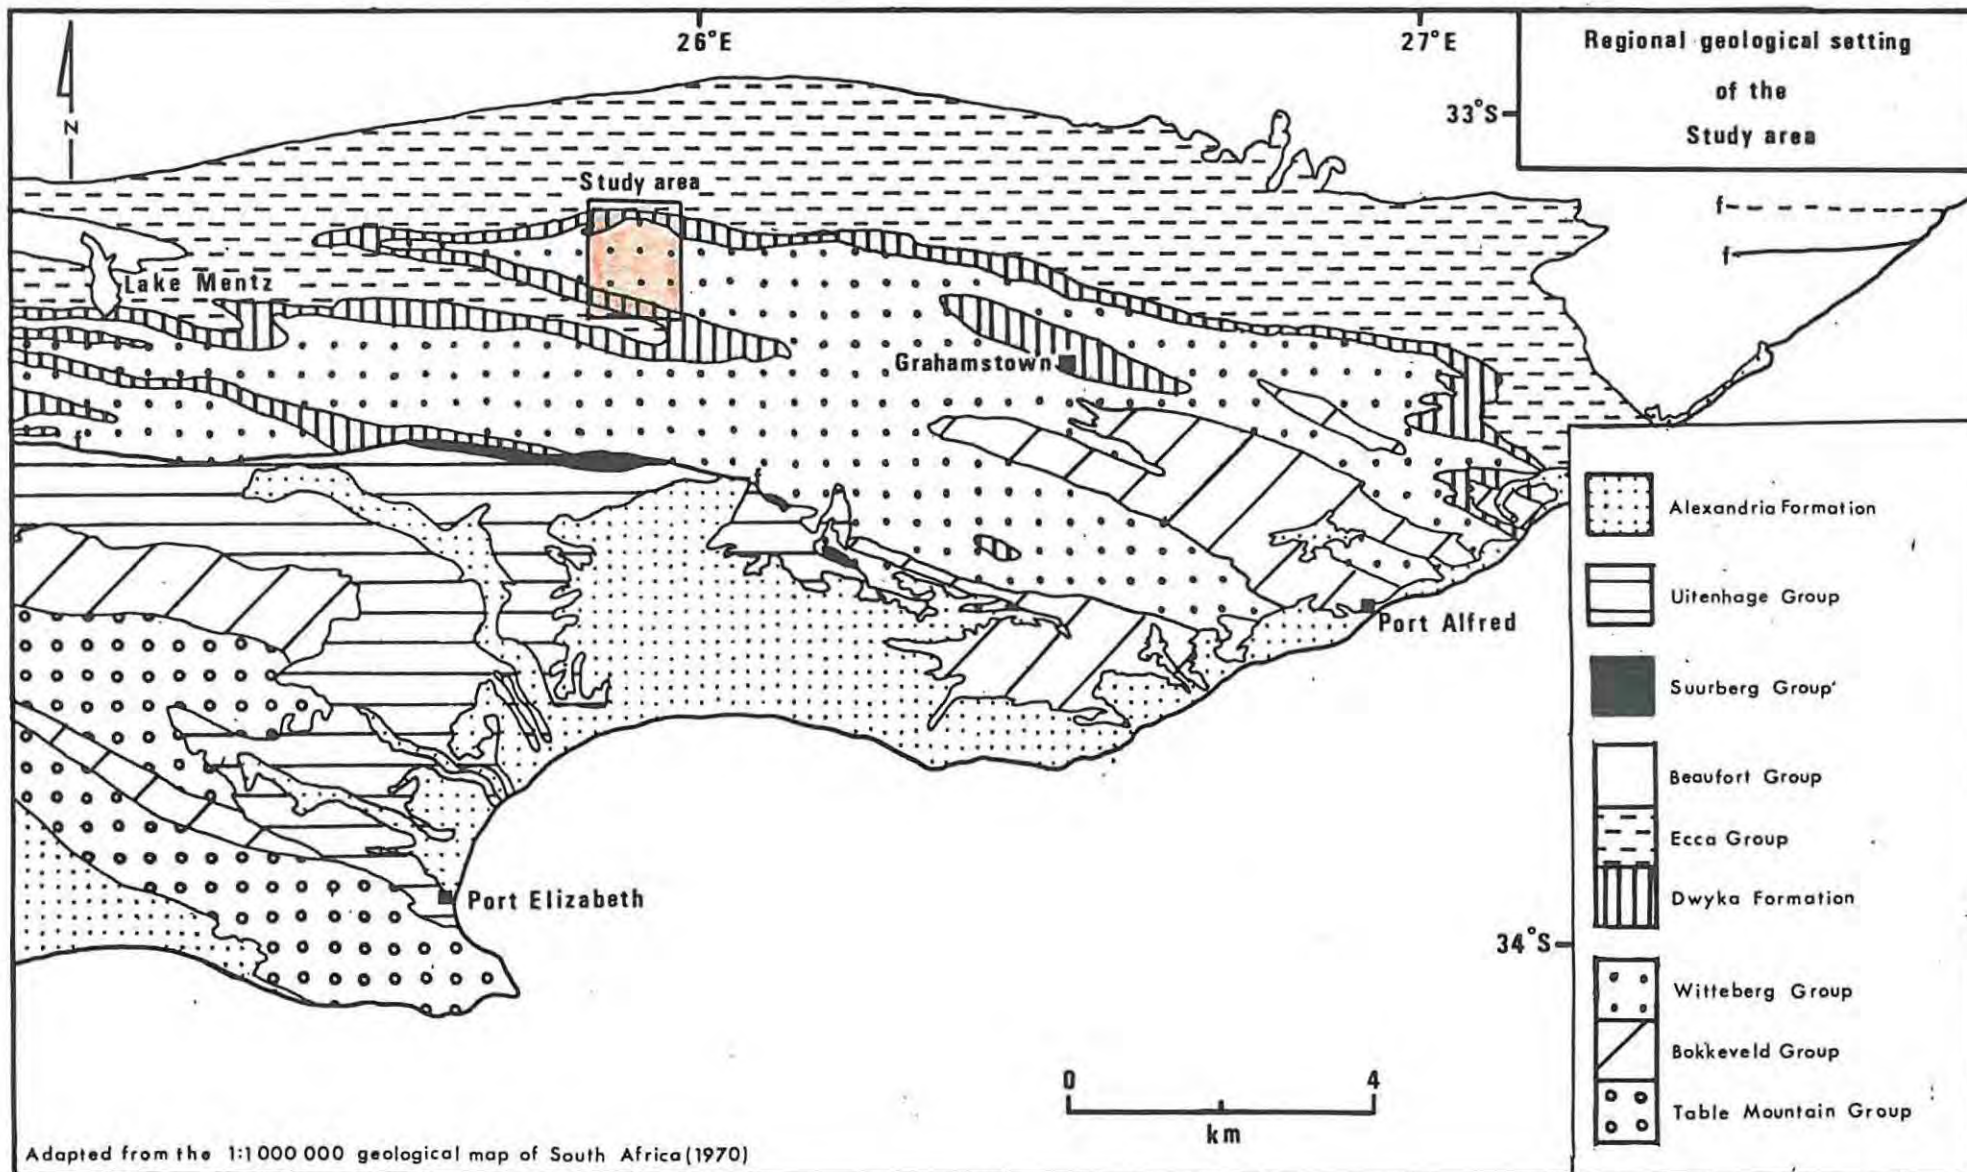 Regional geological setting
of the
Study area
26°E
27°E
33°S
N
Study area
f
f
Lake Mentz
Grahamstown
f
f
Alexandria Formation
Uitenhage Group
Suurberg Group
Beaufort Group
Ecca Group
Dwyka Formation
Witteberg Group
Bokkeveld Group
Table Mountain Group
Port Alfred
Port Elizabeth
34°S
0 4
km
Adapted from the 1:1 000 000 geological map of South Africa (1970)